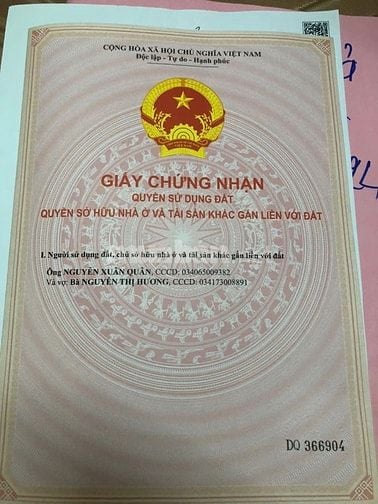 CỘNG HÒA XÃ HỘI CHỦ NGHĨA VIỆT NAM
Độc lập - Tự do - Hạnh phúc
GIẤY CHỨNG NHẬN
QUYỀN SỬ DỤNG ĐẤT
QUYỀN SỞ HỮU NHÀ Ở VÀ TÀI SẢN KHÁC GẮN LIỀN VỚI ĐẤT
I. Người sử dụng đất, chủ sở hữu nhà ở và tài sản khác gắn liền với đất
Ông NGUYỄN XUÂN QUÂN, CCCD: 034065009382
Và vợ: Bà NGUYỄN THỊ HƯƠNG, CCCD: 034173008891
DQ 366904